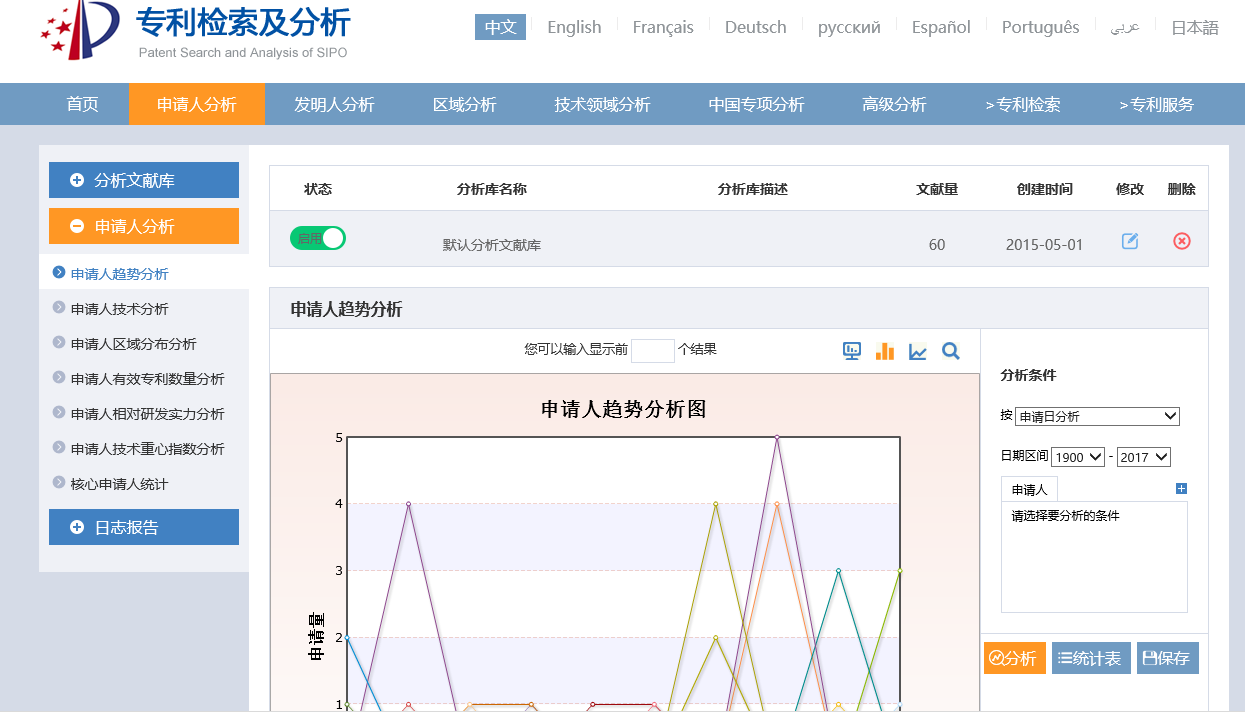 专利检索及分析
Patent Search and Analysis of SIPO
中文 English Français Deutsch русский Español Português عربي 日本語
首页 申请人分析 发明人分析 区域分析 技术领域分析 中国专项分析 高级分析 >专利检索 >专利服务
分析文献库
申请人分析
申请人趋势分析
申请人技术分析
申请人区域分布分析
申请人有效专利数量分析
申请人相对研发实力分析
申请人技术重心指数分析
核心申请人统计
日志报告
状态 分析库名称 分析库描述 文献量 创建时间 修改 删除
启用 默认分析文献库 60 2015-05-01
申请人趋势分析
您可以输入显示前 个结果
申请人趋势分析图
5
4
3
2
1
申请量
分析条件
按 申请日分析
日期区间 1900 - 2017
申请人
请选择要分析的条件
分析 统计表 保存